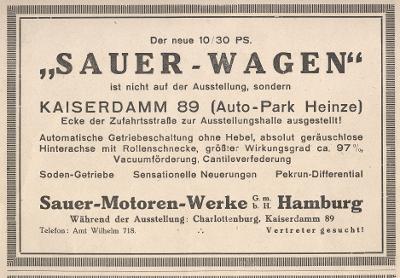 Der neue 10/30 PS.
„SAUER-WAGEN“
ist nicht auf der Ausstellung, sondern
KAISERDAMM 89 (Auto-Park Heinze)
Ecke der Zufahrtsstraße zur Ausstellungshalle ausgestellt!
Automatische Getriebeschaltung ohne Hebel, absolut geräuschlose
Hinterachse mit Rollenschnecke, größter Wirkungsgrad ca. 97%,
Vacuumförderung, Cantileverfederung
Soden-Getriebe Sensationelle Neuerungen Pekrun-Differential
Sauer-Motoren-Werke G. m. b. H. Hamburg
Während der Ausstellung: Charlottenburg, Kaiserdamm 89
Telefon: Amt Wilhelm 718. ∴ Vertreter gesucht!